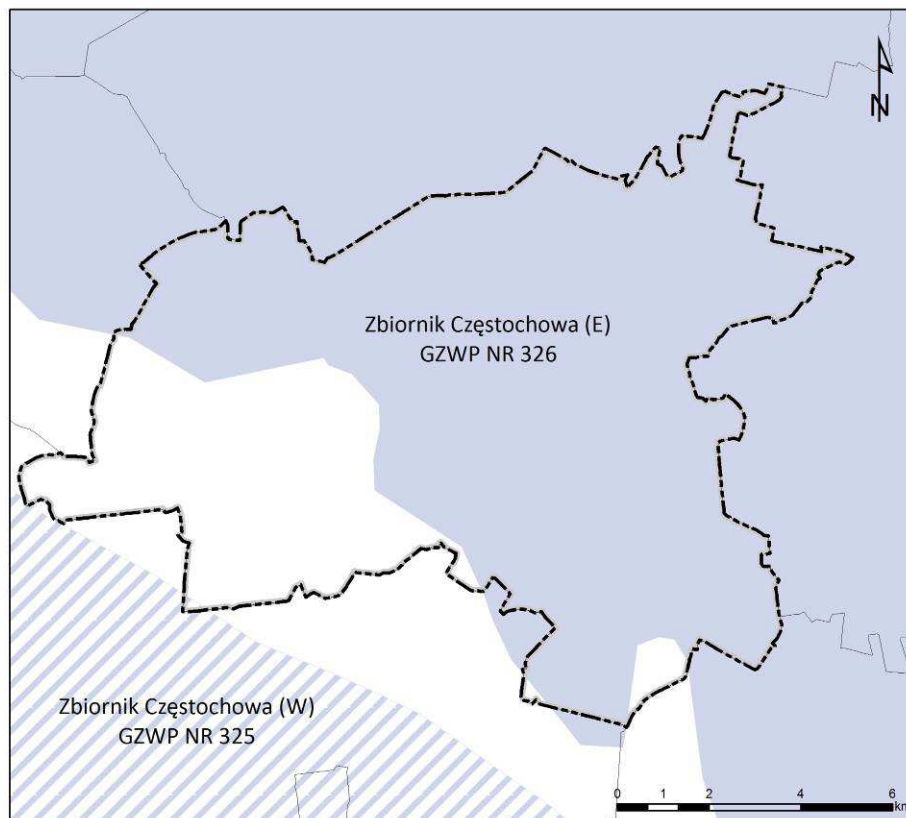 N
Zbiornik Częstochowa (E)
GZWP NR 326
Zbiornik Częstochowa (W)
GZWP NR 325
0 1 2 4 6
km